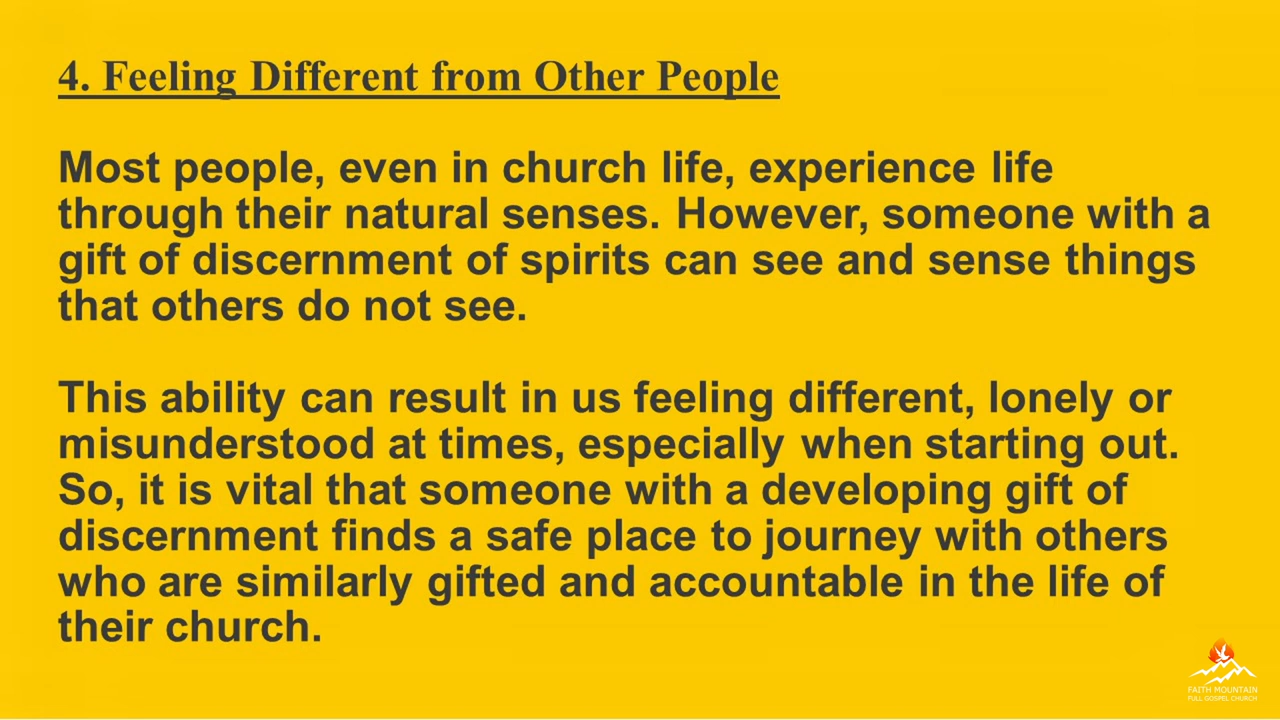 4. Feeling Different from Other People
Most people, even in church life, experience life
through their natural senses. However, someone with a
gift of discernment of spirits can see and sense things
that others do not see.
This ability can result in us feeling different, lonely or
misunderstood at times, especially when starting out.
So, it is vital that someone with a developing gift of
discernment finds a safe place to journey with others
who are similarly gifted and accountable in the life of
their church.
FAITH MOUNTAIN
FULL GOSPEL CHURCH